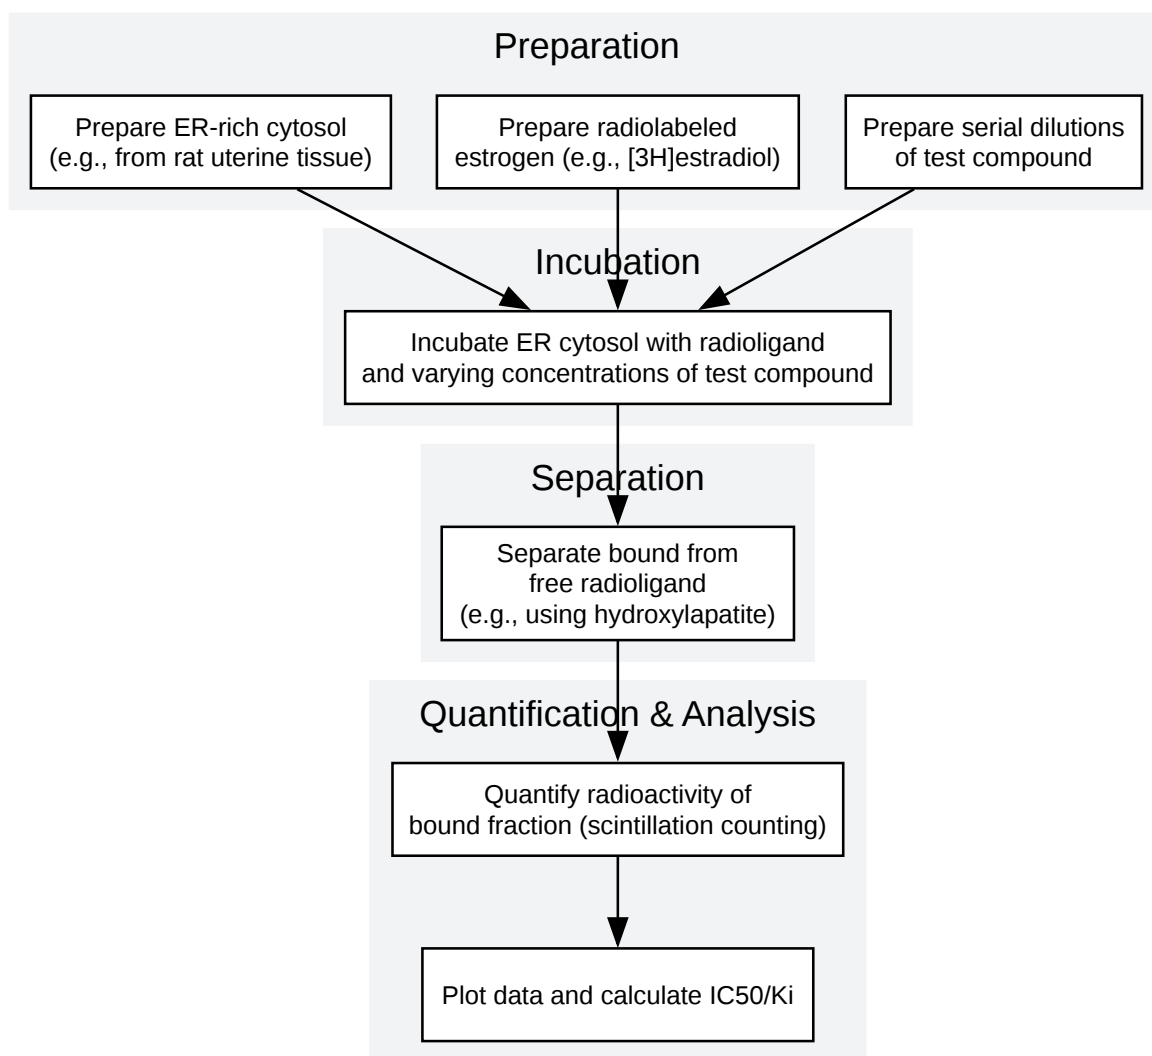 Preparation
Prepare ER-rich cytosol
(e.g., from rat uterine tissue)
Prepare radiolabeled
estrogen (e.g., [3H]estradiol)
Prepare serial dilutions
of test compound
Incubation
Incubate ER cytosol with radioligand
and varying concentrations of test compound
Separation
Separate bound from
free radioligand
(e.g., using hydroxylapatite)
Quantification & Analysis
Quantify radioactivity of
bound fraction (scintillation counting)
Plot data and calculate IC50/Ki